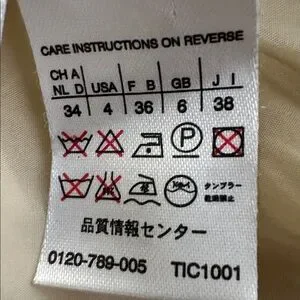 CARE INSTRUCTIONS ON REVERSE
CH A
NL D USA F B GB J I
34 4 36 6 38
P
タンブラー
乾燥禁止
品質情報センター
0120-789-005 TIC1001